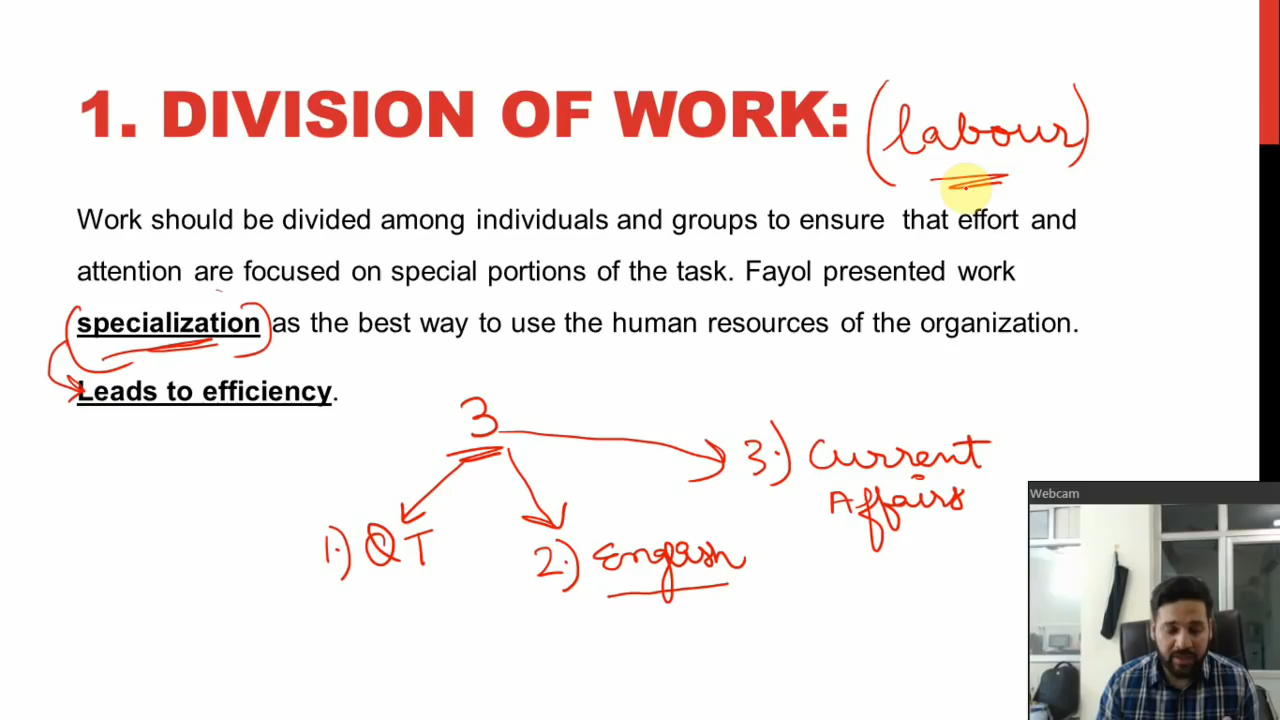 1. DIVISION OF WORK: (labour)
Work should be divided among individuals and groups to ensure that effort and
attention are focused on special portions of the task. Fayol presented work
specialization as the best way to use the human resources of the organization.
Leads to efficiency.
3
3.) Current
Affairs
1.) QT
2.) English
Webcam